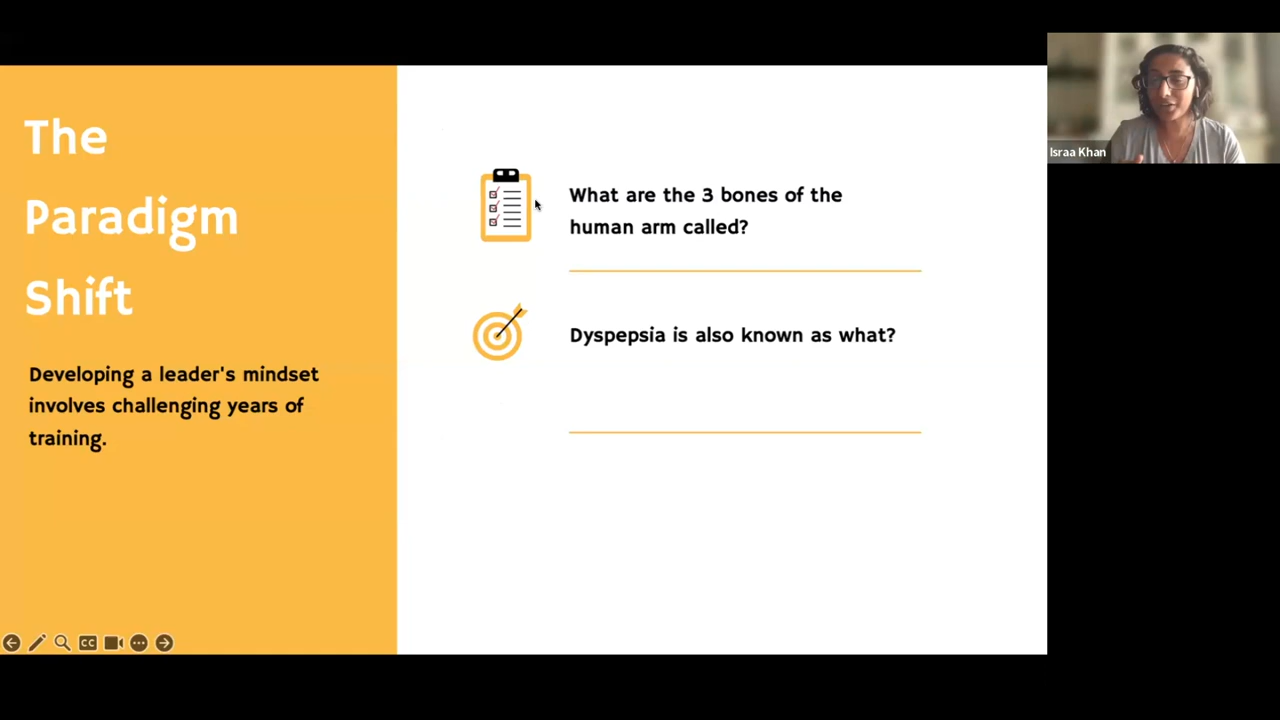 The
Paradigm
Shift
Developing a leader's mindset
involves challenging years of
training.
What are the 3 bones of the
human arm called?
Dyspepsia is also known as what?
Israa Khan
CC